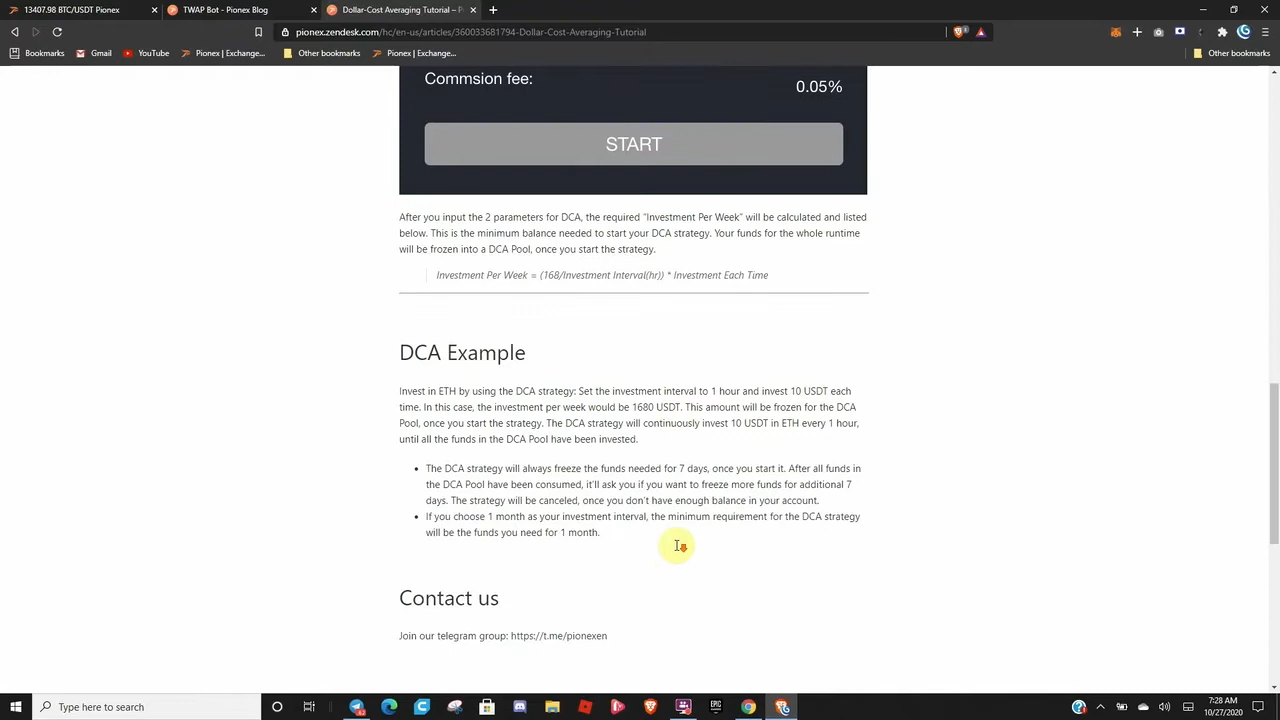 13407.98 BTC/USDT Pionex
TWAP Bot - Pionex Blog
Dollar-Cost Averaging Tutorial – P
pionex.zendesk.com/hc/en-us/articles/360033681794-Dollar-Cost-Averaging-Tutorial
Bookmarks
Gmail
YouTube
Pionex | Exchange...
Other bookmarks
Pionex | Exchange...
Other bookmarks
Commsion fee:
0.05%
START
After you input the 2 parameters for DCA, the required "Investment Per Week" will be calculated and listed
below. This is the minimum balance needed to start your DCA strategy. Your funds for the whole runtime
will be frozen into a DCA Pool, once you start the strategy.
Investment Per Week = (168/Investment Interval(hr)) * Investment Each Time
DCA Example
Invest in ETH by using the DCA strategy: Set the investment interval to 1 hour and invest 10 USDT each
time. In this case, the investment per week would be 1680 USDT. This amount will be frozen for the DCA
Pool, once you start the strategy. The DCA strategy will continuously invest 10 USDT in ETH every 1 hour,
until all the funds in the DCA Pool have been invested.
• The DCA strategy will always freeze the funds needed for 7 days, once you start it. After all funds in
the DCA Pool have been consumed, it'll ask you if you want to freeze more funds for additional 7
days. The strategy will be canceled, once you don't have enough balance in your account.
• If you choose 1 month as your investment interval, the minimum requirement for the DCA strategy
will be the funds you need for 1 month.
Contact us
Join our telegram group: https://t.me/pionexen
Type here to search
EPIC
7:28 AM
10/27/2020